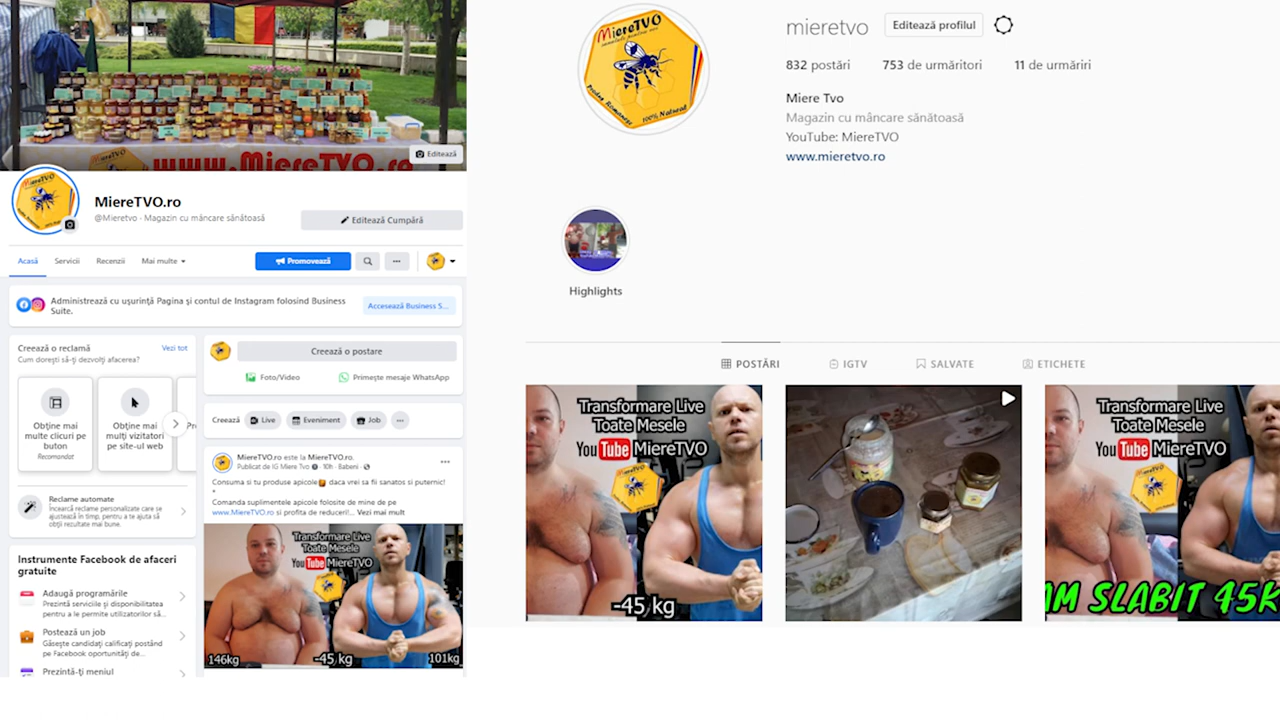 www.MiereTVO.ro
Editează
MiereTVO
MiereTVO.ro
@Mieretvo · Magazin cu mâncare sănătoasă
Editează Cumpără
Acasă Servicii Recenzii Mai multe
Promovează
Administrează cu ușurință Pagina și contul de Instagram folosind Business
Suite.
Accesează Business S...
Creează o reclamă Vezi tot
Cum dorești să-ți dezvolți afacerea?
Obține mai
multe clicuri pe
buton
Recomandat
Obține mai
mulți vizitatori
pe site-ul web
Reclame automate
Încearcă reclame personalizate care se
ajustează în timp, pentru a te ajuta să
obții rezultate mai bune.
Instrumente Facebook de afaceri
gratuite
Adaugă programările
Prezintă serviciile și disponibilitatea
pentru a le permite utilizatorilor să...
Postează un job
Găsește candidați calificați postând
pe Facebook oportunități de...
Prezintă-ți meniul
Creează o postare
Foto/Video Primește mesaje WhatsApp
Creează Live Eveniment Job
MiereTVO.ro este la MiereTVO.ro.
Publicat de IG Miere Tvo · 10h · Babeni ·
Consuma si tu produse apicole daca vrei sa fii sanatos si puternic!
*
Comanda suplimentele apicole folosite de mine de pe
www.MiereTVO.ro si profita de reduceri!... Vezi mai mult
Transformare Live
Toate Mesele
YouTube MiereTVO
146kg -45 kg 101kg
MiereTVO
Produs Românesc 100% Natural
mieretvo Editează profilul
832 postări 753 de urmăritori 11 de urmăriri
Miere Tvo
Magazin cu mâncare sănătoasă
YouTube: MiereTVO
www.mieretvo.ro
Highlights
POSTĂRI IGTV SALVATE ETICHETE
Transformare Live
Toate Mesele
YouTube MiereTVO
-45 kg
Transformare Live
Toate Mesele
YouTube MiereTVO
AM SLABIT 45K